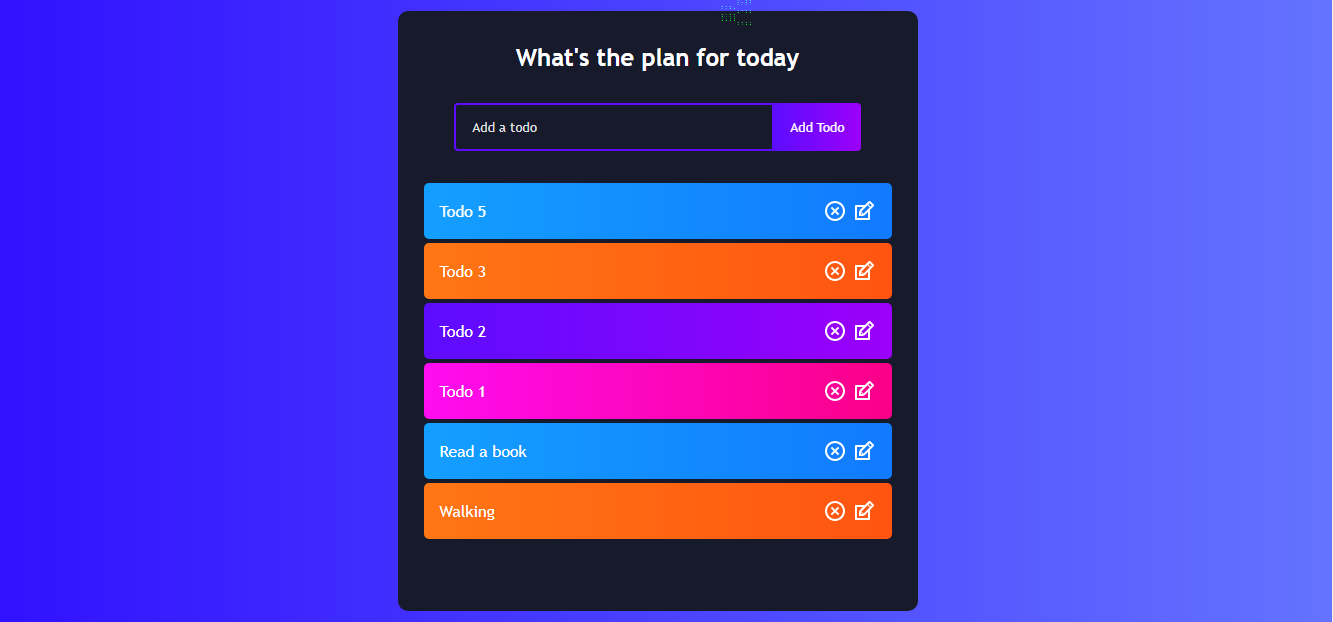 What's the plan for today
Add a todo
Add Todo
Todo 5
Todo 3
Todo 2
Todo 1
Read a book
Walking